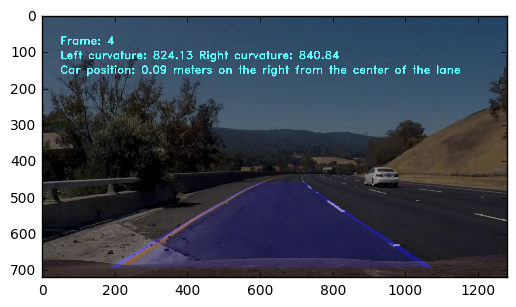 Frame: 4
Left curvature: 824.13 Right curvature: 840.84
Car position: 0.09 meters on the right from the center of the lane
0
100
200
300
400
500
600
700
0 200 400 600 800 1000 1200